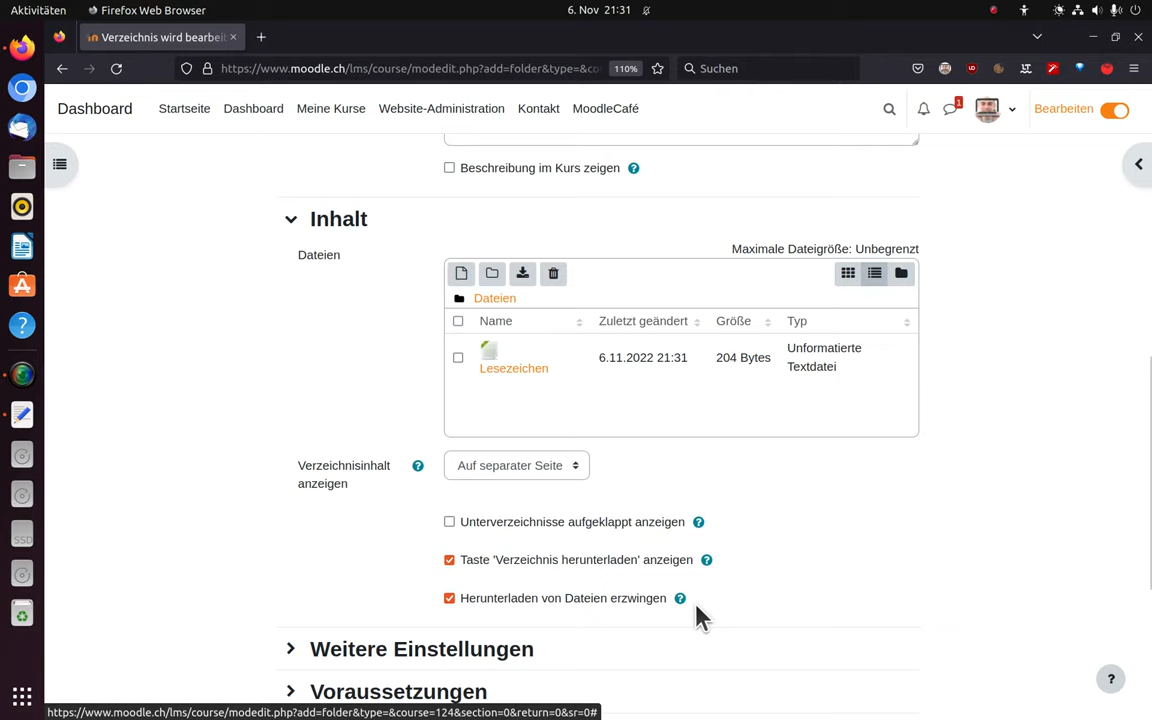 Aktivitäten
Firefox Web Browser
6. Nov 21:31
Verzeichnis wird bearbei
https://www.moodle.ch/lms/course/modedit.php?add=folder&type=&co
110%
Suchen
Dashboard
Startseite
Dashboard
Meine Kurse
Website-Administration
Kontakt
MoodleCafé
1
Bearbeiten
Beschreibung im Kurs zeigen
Inhalt
Dateien
Maximale Dateigröße: Unbegrenzt
Dateien
Name
Zuletzt geändert
Größe
Typ
Lesezeichen
6.11.2022 21:31
204 Bytes
Unformatierte
Textdatei
Verzeichnisinhalt
anzeigen
Auf separater Seite
Unterverzeichnisse aufgeklappt anzeigen
Taste 'Verzeichnis herunterladen' anzeigen
Herunterladen von Dateien erzwingen
Weitere Einstellungen
Voraussetzungen
https://www.moodle.ch/lms/course/modedit.php?add=folder&type=&course=124&section=0&return=0&sr=0#